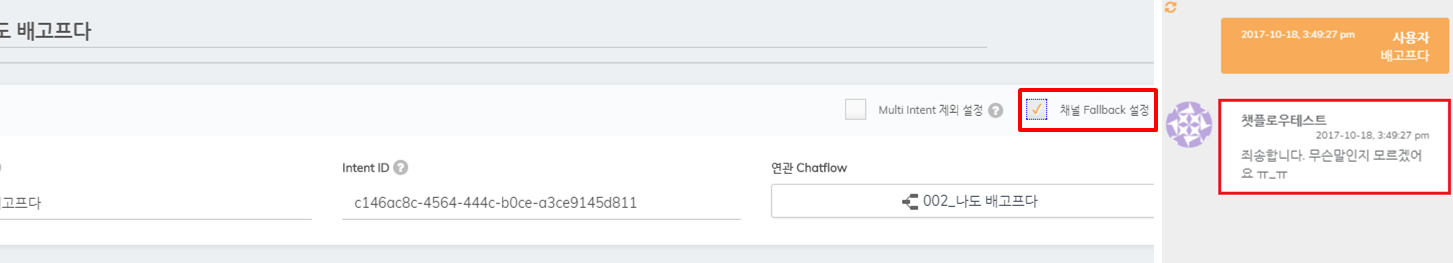 도 배고프다
Multi Intent 제외 설정
채널 Fallback 설정
Intent ID
연관 Chatflow
배고프다
c146ac8c-4564-444c-b0ce-a3ce9145d811
002_나도 배고프다
2017-10-18, 3:49:27 pm
사용자
배고프다
챗플로우테스트
2017-10-18, 3:49:27 pm
죄송합니다. 무슨말인지 모르겠어
요 ㅠ_ㅠ